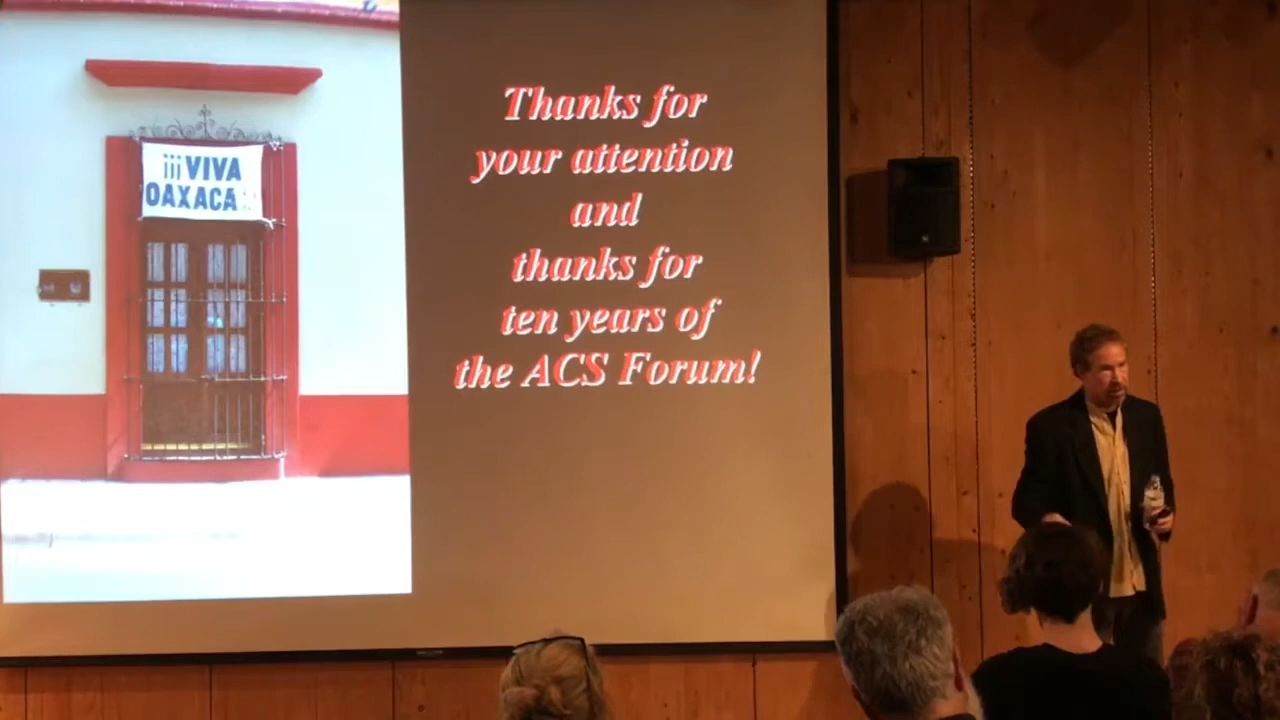 ¡¡¡VIVA
OAXACA
Thanks for
your attention
and
thanks for
ten years of
the ACS Forum!